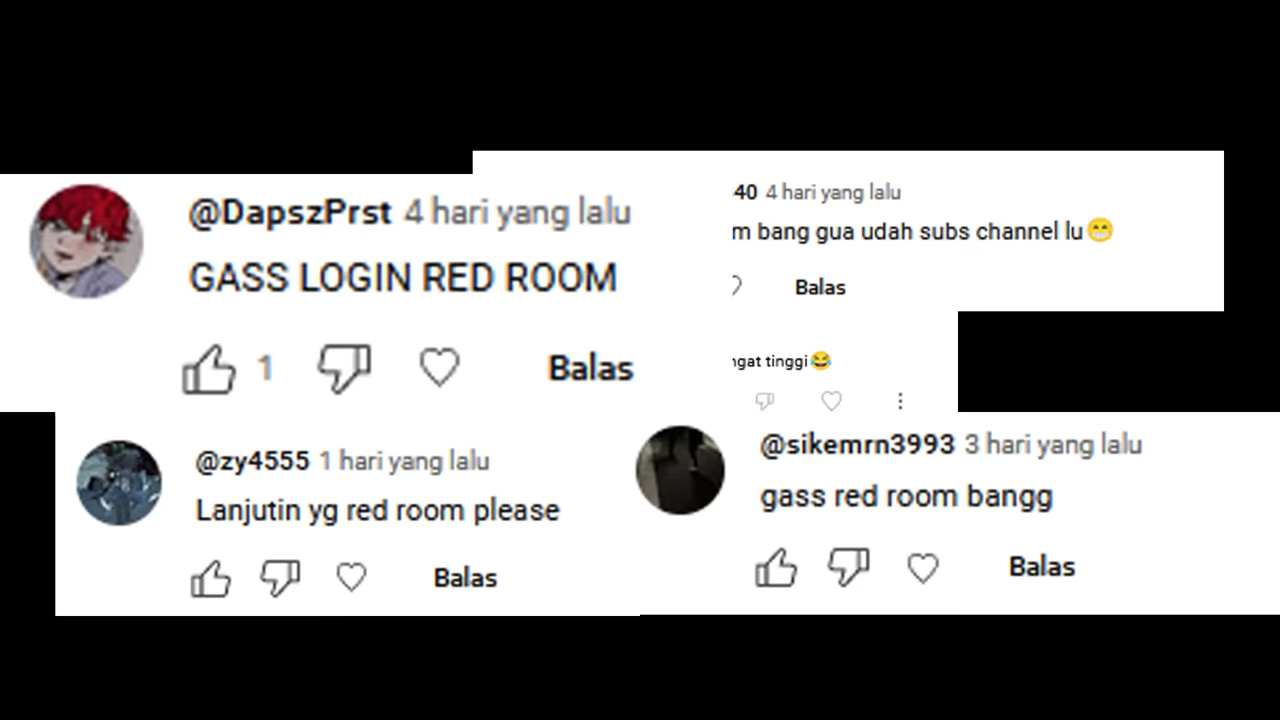 @DapszPrst 4 hari yang lalu
GASS LOGIN RED ROOM
1
Balas
40 4 hari yang lalu
m bang gua udah subs channel lu😁
Balas
tinggi😂
@zy4555 1 hari yang lalu
Lanjutin yg red room please
Balas
@sikemrn3993 3 hari yang lalu
gass red room bangg
Balas